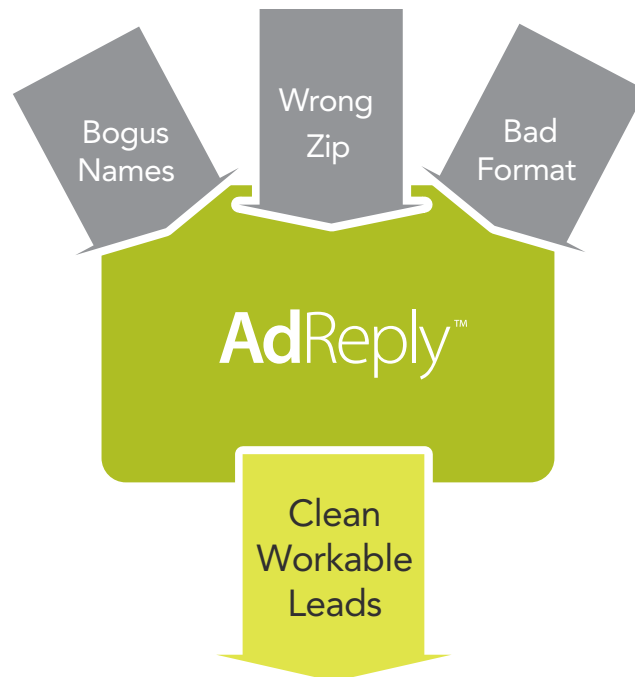 Bogus
Names
Wrong
Zip
Bad
Format
AdReply™
Clean
Workable
Leads